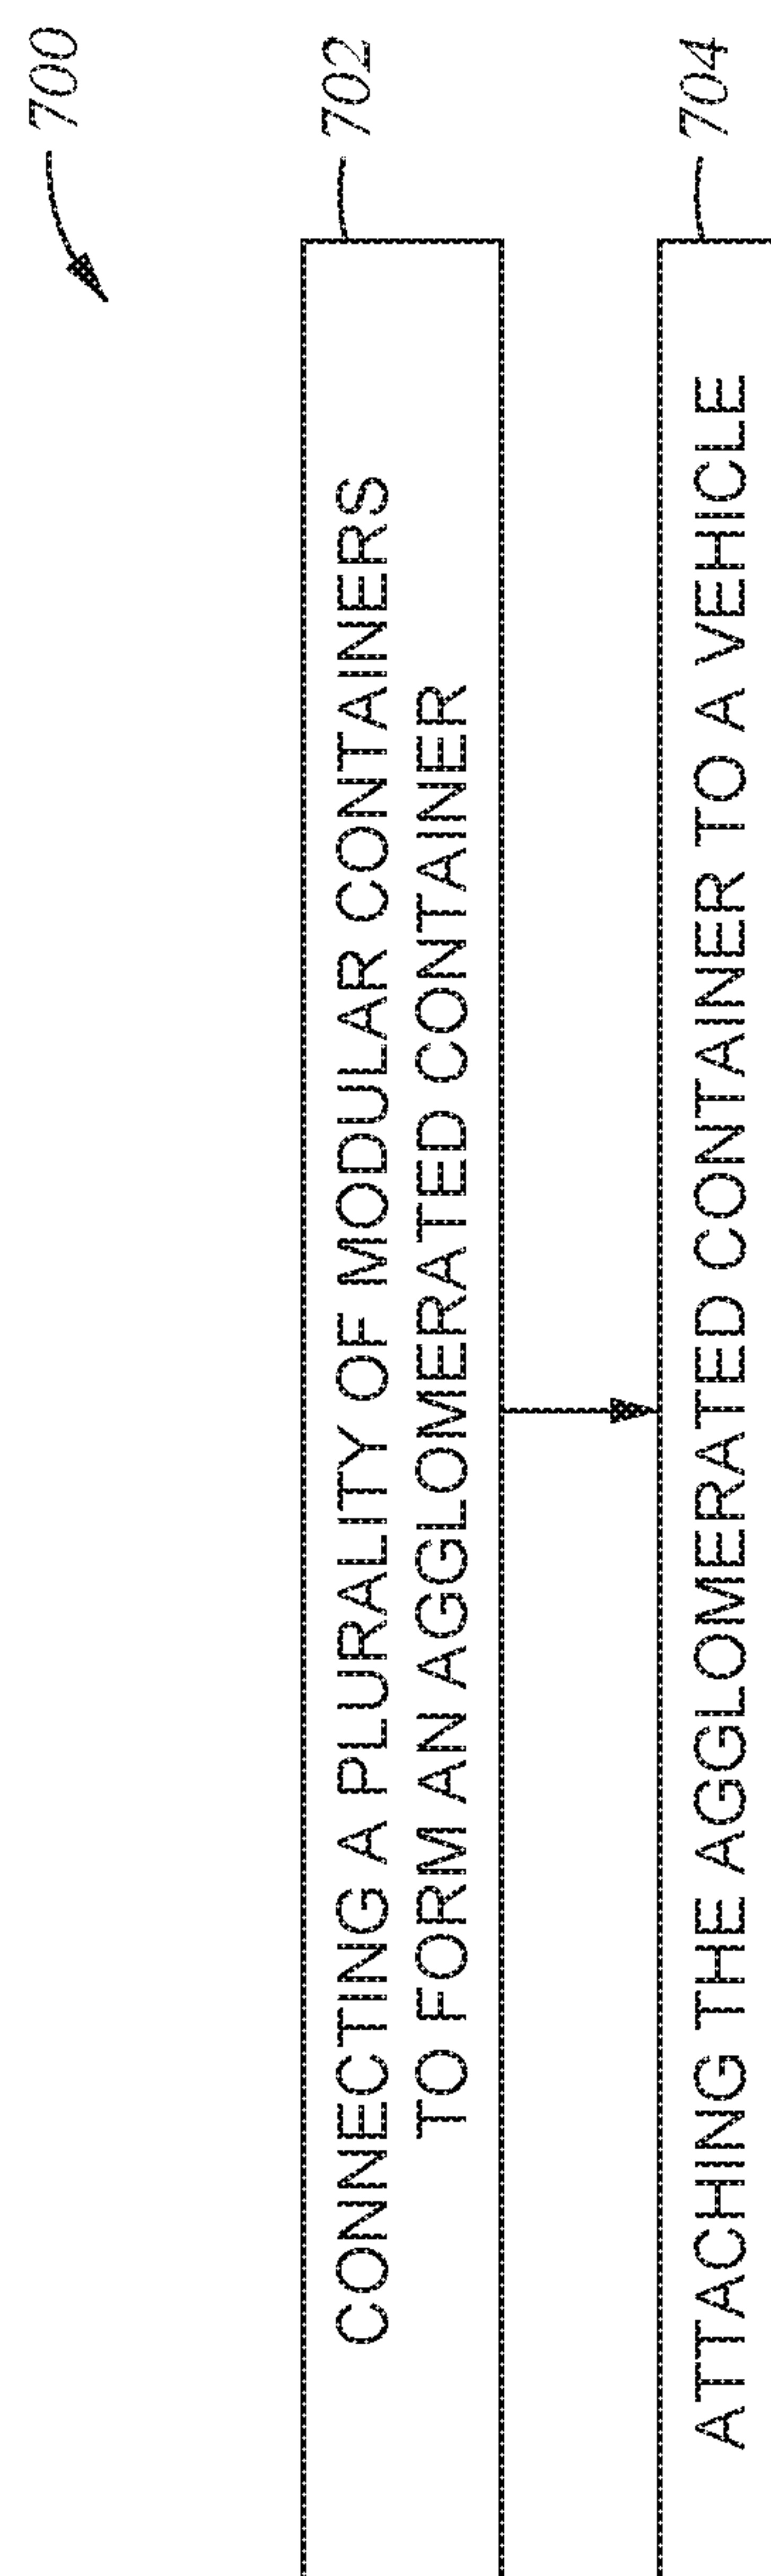 700
702
CONNECTING A PLURALITY OF MODULAR CONTAINERS
TO FORM AN AGGLOMERATED CONTAINER
704
ATTACHING THE AGGLOMERATED CONTAINER TO A VEHICLE